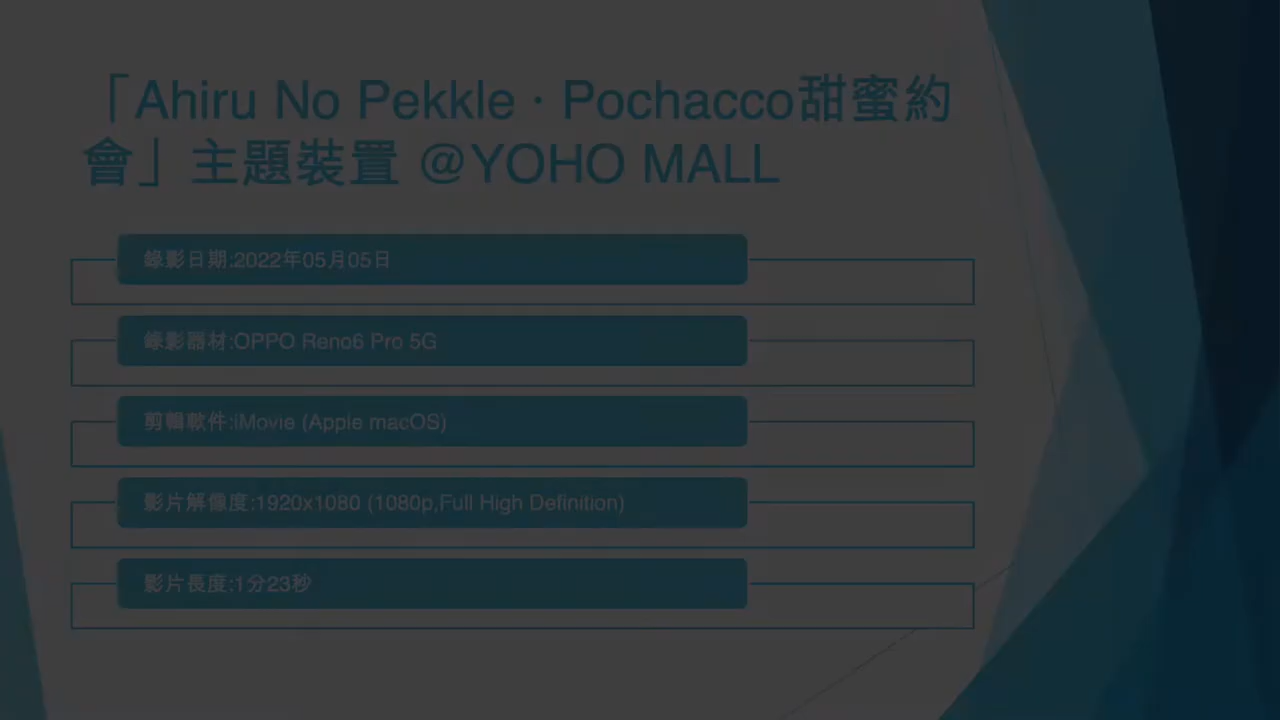 「Ahiru No Pekkle · Pochacco甜蜜約
會」主題裝置 @YOHO MALL
錄影日期:2022年05月05日
錄影器材:OPPO Reno6 Pro 5G
剪輯軟件:iMovie (Apple macOS)
影片解像度:1920x1080 (1080p,Full High Definition)
影片長度:1分23秒